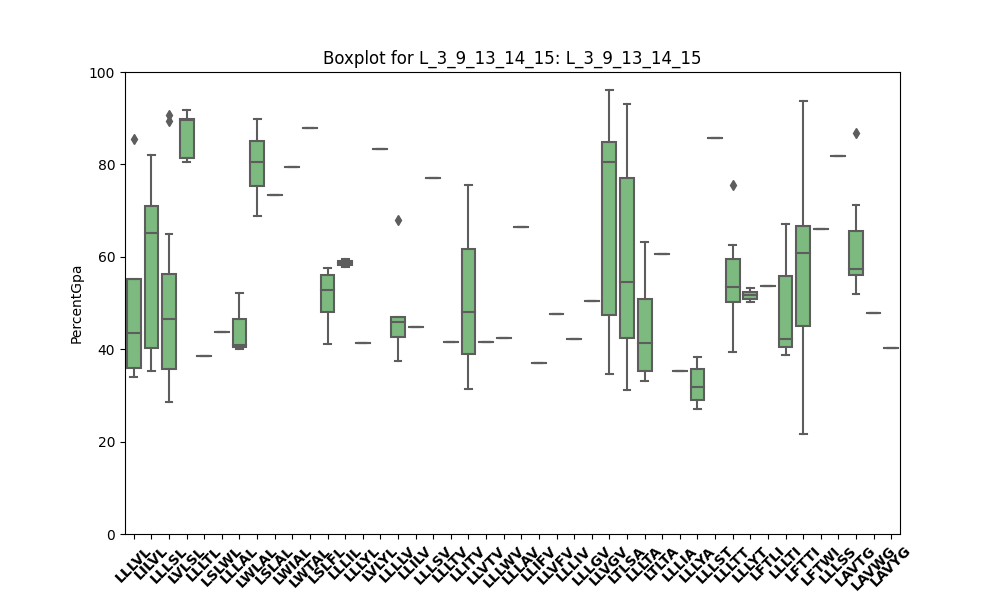 Boxplot for L_3_9_13_14_15: L_3_9_13_14_15
100
80
60
40
20
0
PercentGpa
LLLVL LILVL LLLSL LVLSL LLLTL LSLWL LLLAL LWLAL LSLAL LWIAL LWTAL LSLFL LLLIL LLLYL LVLYL LLLLV LLILV LLLSV LLLTV LLITV LLVTV LLLWV LLLAV LLIFV LLVFV LLLIV LLLGV LLVGV LTLSA LLLTA LTLTA LLLIA LLLYA LLLST LLLTT LLLYT LFTLI LLLTI LFTTI LFTWI LLLSS LAVTG LAVWG LAVYG